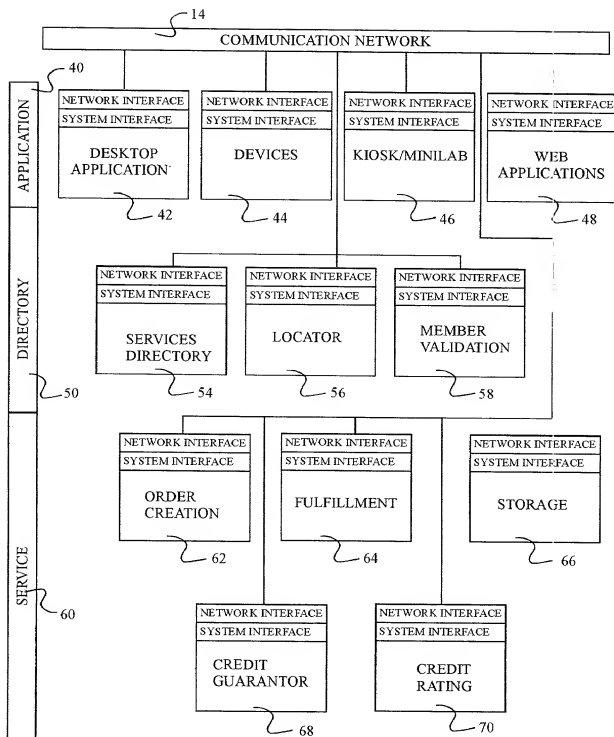 14
COMMUNICATION NETWORK
40
APPLICATION
NETWORK INTERFACE
SYSTEM INTERFACE
DESKTOP
APPLICATION
42
NETWORK INTERFACE
SYSTEM INTERFACE
DEVICES
44
NETWORK INTERFACE
SYSTEM INTERFACE
KIOSK/MINILAB
46
NETWORK INTERFACE
SYSTEM INTERFACE
WEB
APPLICATIONS
48
DIRECTORY
50
NETWORK INTERFACE
SYSTEM INTERFACE
SERVICES
DIRECTORY
54
NETWORK INTERFACE
SYSTEM INTERFACE
LOCATOR
56
NETWORK INTERFACE
SYSTEM INTERFACE
MEMBER
VALIDATION
58
SERVICE
60
NETWORK INTERFACE
SYSTEM INTERFACE
ORDER
CREATION
62
NETWORK INTERFACE
SYSTEM INTERFACE
FULFILLMENT
64
NETWORK INTERFACE
SYSTEM INTERFACE
STORAGE
66
NETWORK INTERFACE
SYSTEM INTERFACE
CREDIT
GUARANTOR
68
NETWORK INTERFACE
SYSTEM INTERFACE
CREDIT
RATING
70